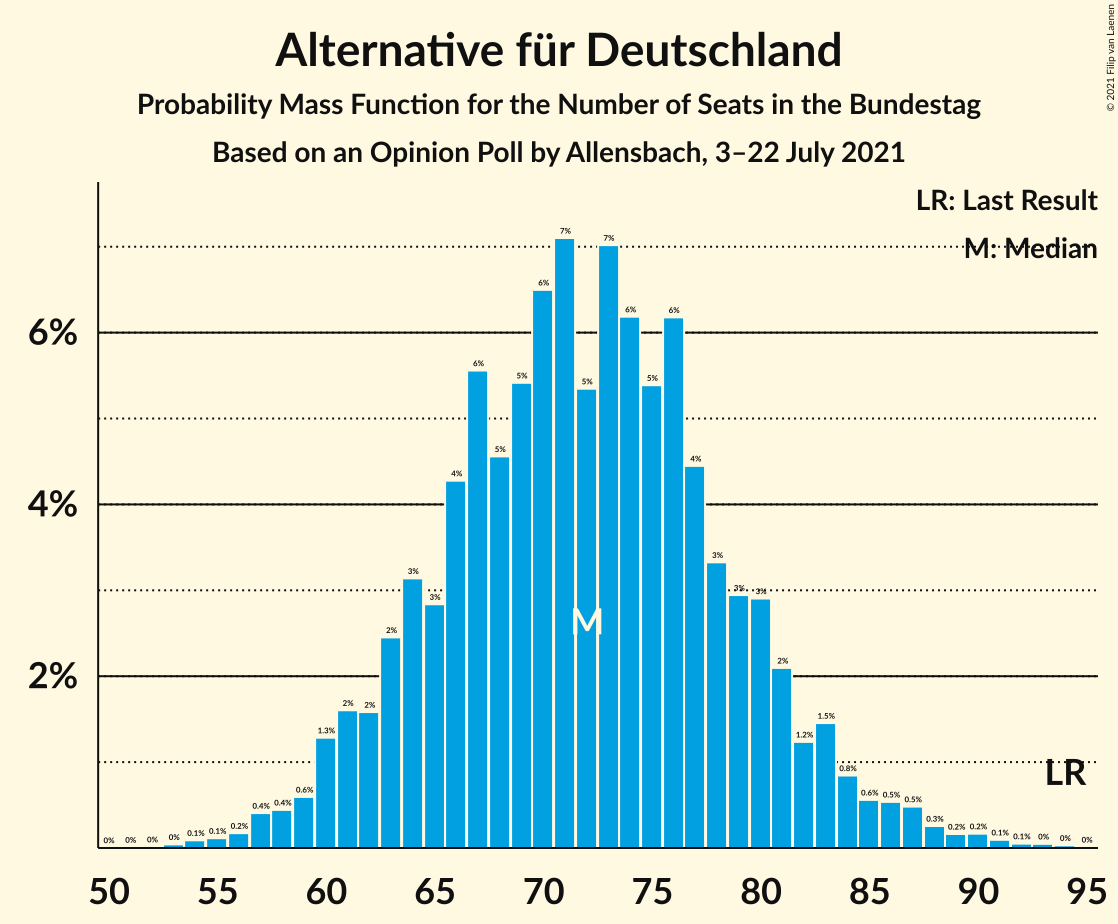 Alternative für Deutschland
Probability Mass Function for the Number of Seats in the Bundestag
Based on an Opinion Poll by Allensbach, 3–22 July 2021
© 2021 Filip van Laenen
LR: Last Result
M: Median
6%
4%
2%
0% 0% 0% 0% 0.1% 0.1% 0.2% 0.4% 0.4% 0.6% 1.3% 2% 2% 2% 3% 3% 4% 6% 5% 5% 6% 7% 5% 7% 6% 5% 6% 4% 3% 3% 3% 2% 1.2% 1.5% 0.8% 0.6% 0.5% 0.5% 0.3% 0.2% 0.2% 0.1% 0.1% 0% 0% 0%
M
LR
50 55 60 65 70 75 80 85 90 95